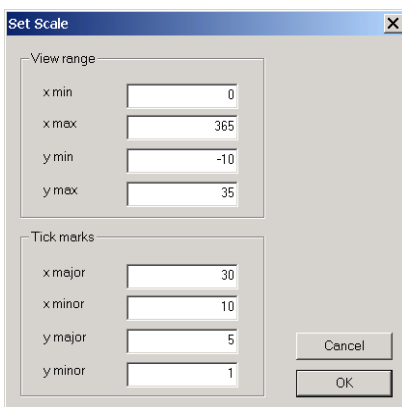 Set Scale
View range
x min 0
x max 365
y min -10
y max 35
Tick marks
x major 30
x minor 10
y major 5
y minor 1
Cancel
OK